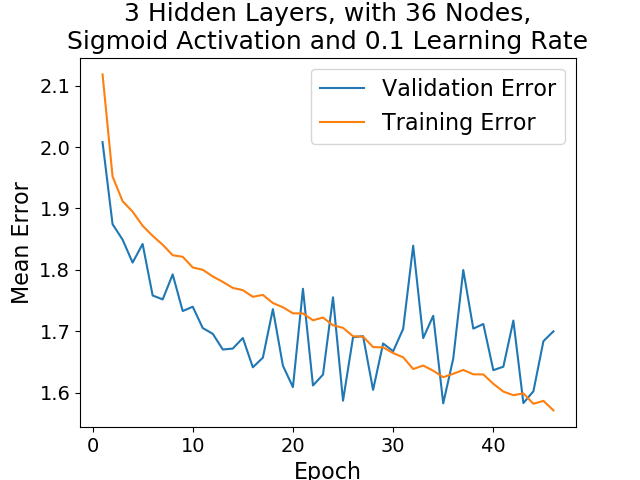 3 Hidden Layers, with 36 Nodes,
Sigmoid Activation and 0.1 Learning Rate
Validation Error
Training Error
Mean Error
2.1
2.0
1.9
1.8
1.7
1.6
0 10 20 30 40
Epoch